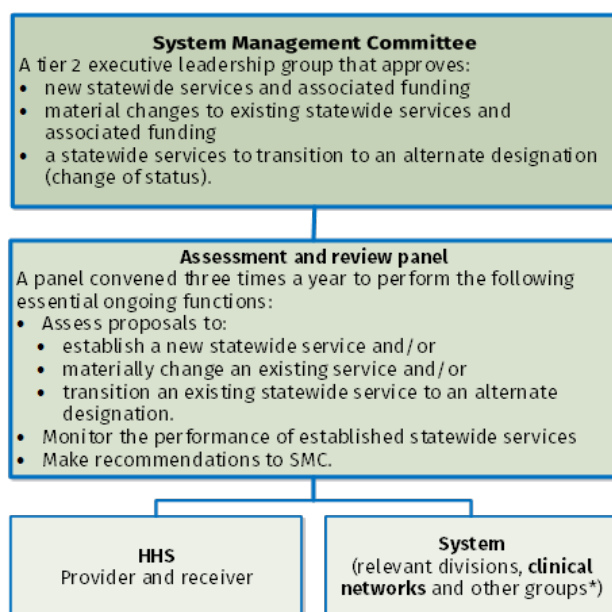 System Management Committee
A tier 2 executive leadership group that approves:
• new statewide services and associated funding
• material changes to existing statewide services and
associated funding
• a statewide services to transition to an alternate designation
(change of status).
Assessment and review panel
A panel convened three times a year to perform the following
essential ongoing functions:
• Assess proposals to:
• establish a new statewide service and/or
• materially change an existing service and/or
• transition an existing statewide service to an alternate
designation.
• Monitor the performance of established statewide services
• Make recommendations to SMC.
HHS
Provider and receiver
System
(relevant divisions, clinical
networks and other groups*)